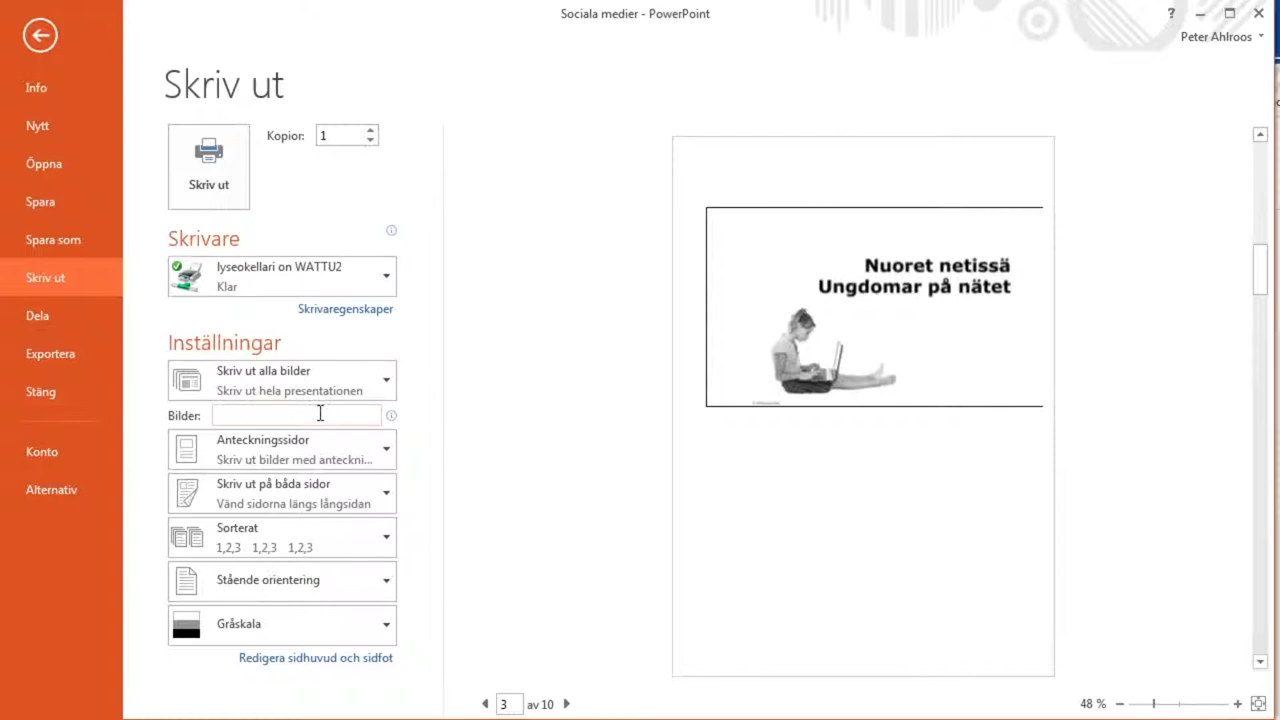 Sociala medier - PowerPoint
?
Peter Ahlroos
Info
Nytt
Öppna
Spara
Spara som
Skriv ut
Dela
Exportera
Stäng
Konto
Alternativ
Skriv ut
Skriv ut
Kopior: 1
Skrivare
lyseokellari on WATTU2
Klar
Skrivaregenskaper
Inställningar
Skriv ut alla bilder
Skriv ut hela presentationen
Bilder:
Anteckningssidor
Skriv ut bilder med anteckni...
Skriv ut på båda sidor
Vänd sidorna längs långsidan
Sorterat
1,2,3 1,2,3 1,2,3
Stående orientering
Gråskala
Redigera sidhuvud och sidfot
Nuoret netissä
Ungdomar på nätet
3 av 10
48 %